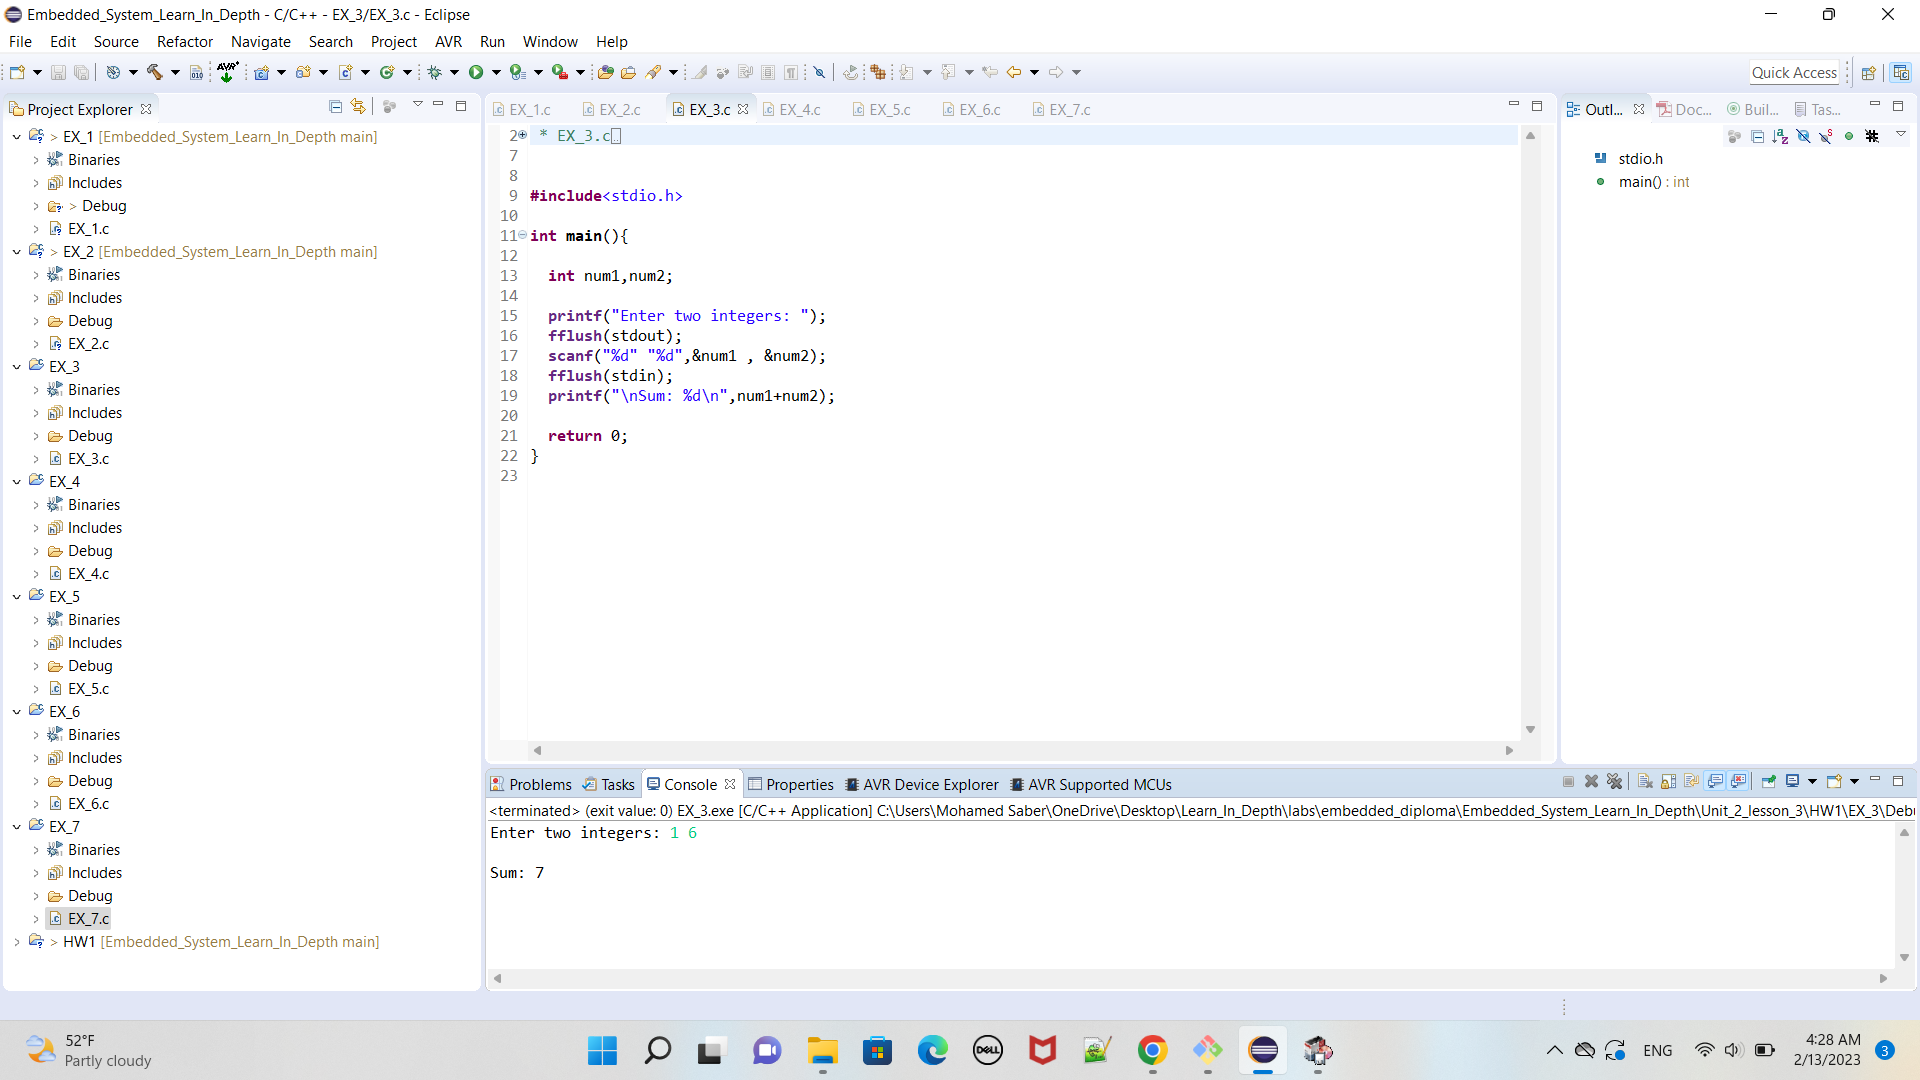 Embedded_System_Learn_In_Depth - C/C++ - EX_3/EX_3.c - Eclipse
File Edit Source Refactor Navigate Search Project AVR Run Window Help
Quick Access
Project Explorer
EX_1.c EX_2.c EX_3.c EX_4.c EX_5.c EX_6.c EX_7.c
Outl... Doc... Buil... Tas...
> EX_1 [Embedded_System_Learn_In_Depth main]
Binaries
Includes
> Debug
EX_1.c
> EX_2 [Embedded_System_Learn_In_Depth main]
Binaries
Includes
Debug
EX_2.c
EX_3
Binaries
Includes
Debug
EX_3.c
EX_4
Binaries
Includes
Debug
EX_4.c
EX_5
Binaries
Includes
Debug
EX_5.c
EX_6
Binaries
Includes
Debug
EX_6.c
EX_7
Binaries
Includes
Debug
EX_7.c
> HW1 [Embedded_System_Learn_In_Depth main]
2 * EX_3.c
7
8
9 #include<stdio.h>
10
11 int main(){
12
13 int num1,num2;
14
15 printf("Enter two integers: ");
16 fflush(stdout);
17 scanf("%d" "%d",&num1 , &num2);
18 fflush(stdin);
19 printf("\nSum: %d\n",num1+num2);
20
21 return 0;
22 }
23
stdio.h
main() : int
Problems Tasks Console Properties AVR Device Explorer AVR Supported MCUs
<terminated> (exit value: 0) EX_3.exe [C/C++ Application] C:\Users\Mohamed Saber\OneDrive\Desktop\Learn_In_Depth\labs\embedded_diploma\Embedded_System_Learn_In_Depth\Unit_2_lesson_3\HW1\EX_3\Deb
Enter two integers: 1 6
Sum: 7
52°F
Partly cloudy
DELL
ENG
4:28 AM
2/13/2023
3